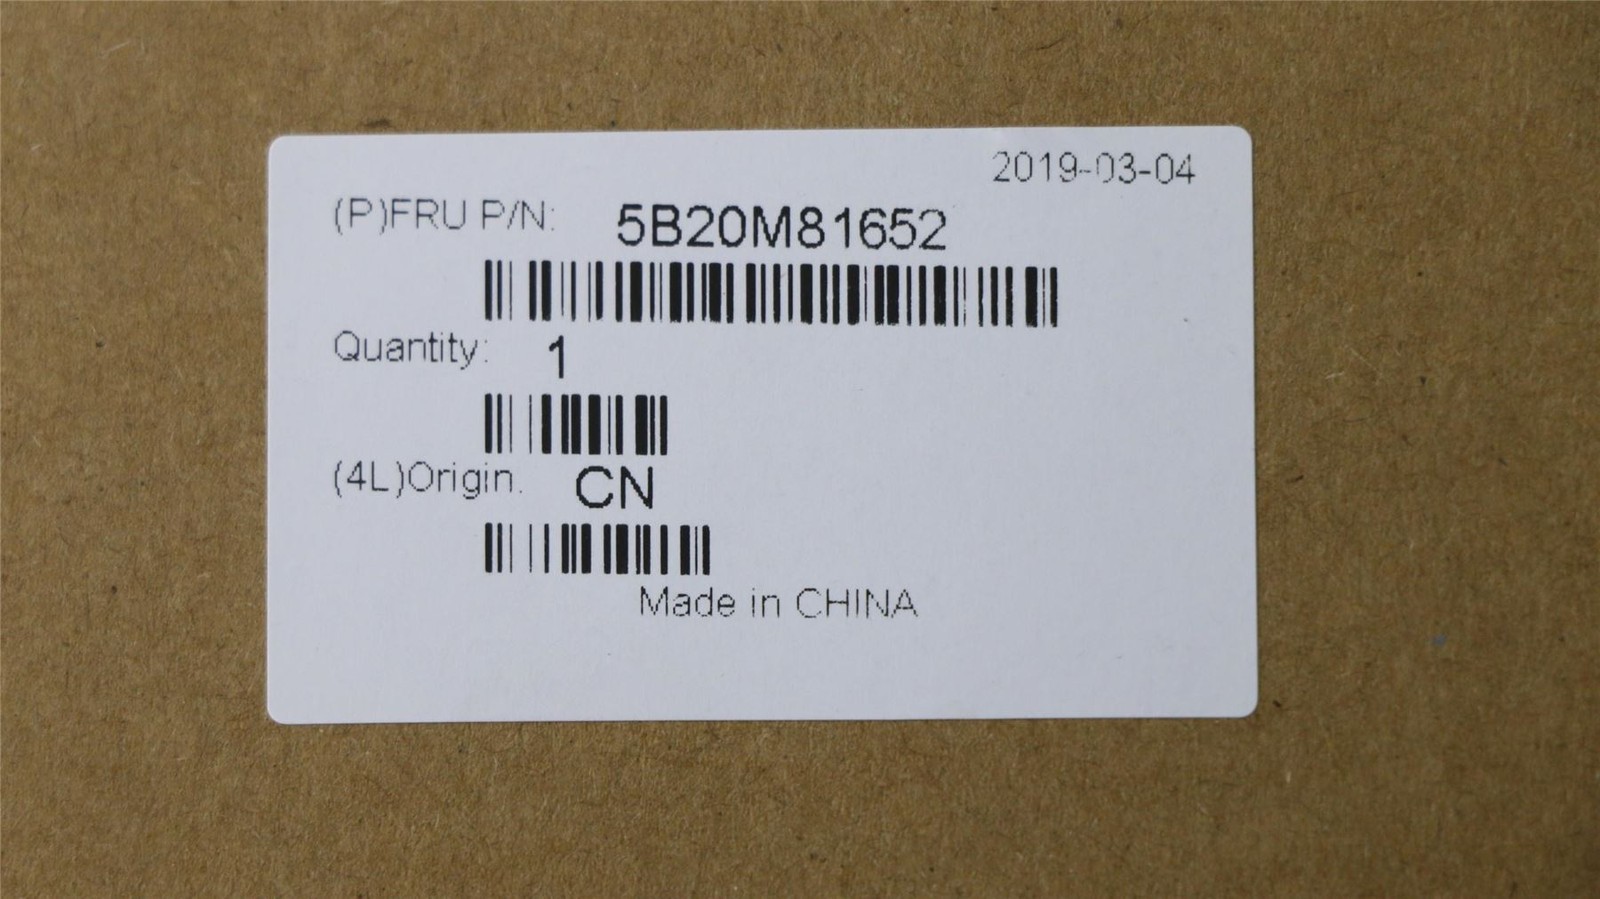 2019-03-04
(P)FRU P/N: 5B20M81652
Quantity: 1
(4L)Origin: CN
Made in CHINA